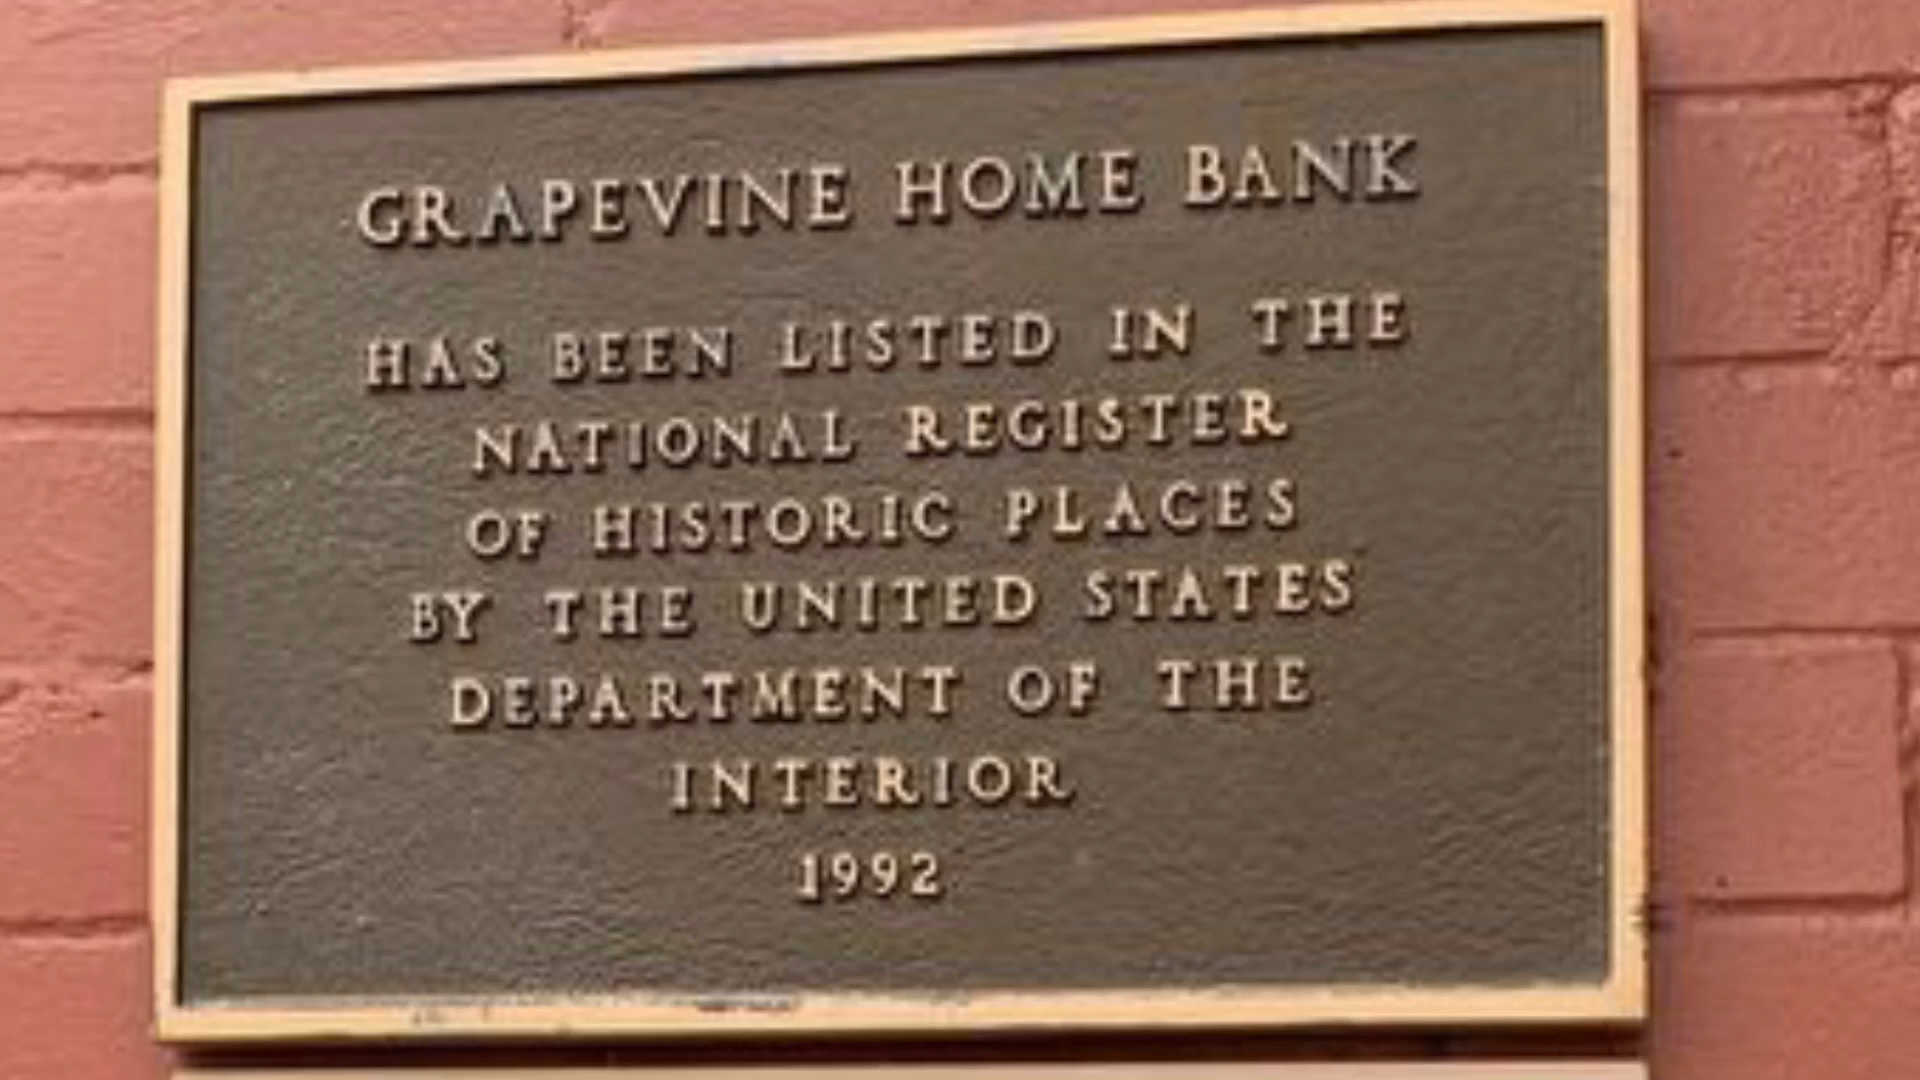 GRAPEVINE HOME BANK
HAS BEEN LISTED IN THE
NATIONAL REGISTER
OF HISTORIC PLACES
BY THE UNITED STATES
DEPARTMENT OF THE
INTERIOR
1992